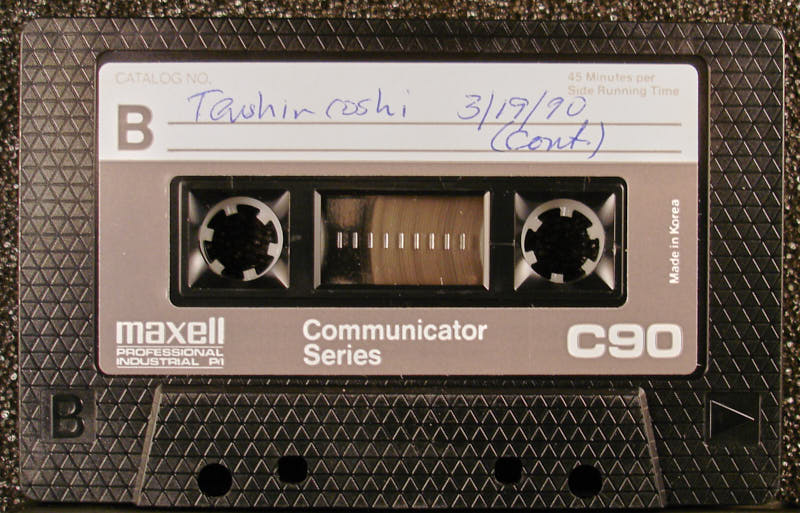 CATALOG NO.
45 Minutes per
Side Running Time
B
Tawhin roshi 3/19/90
(Cont.)
Made in Korea
maxell
PROFESSIONAL
INDUSTRIAL P/I
Communicator
Series
C90
B